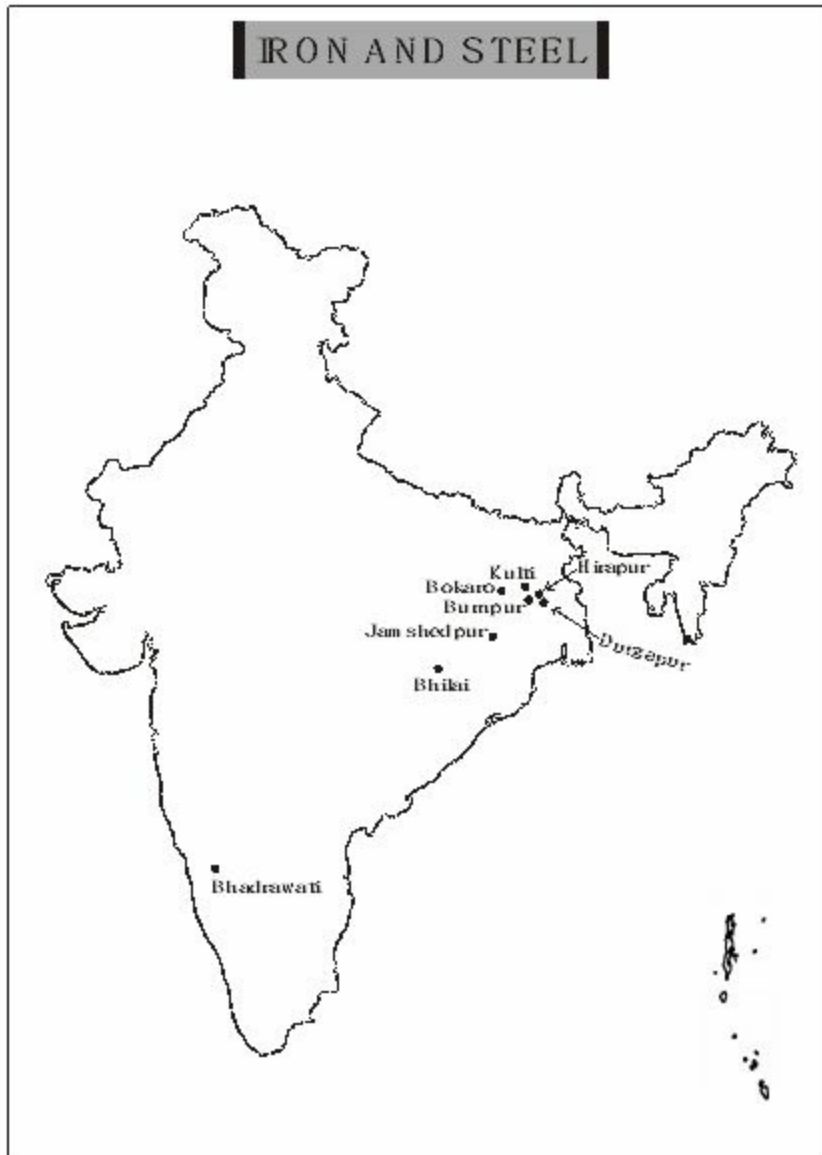 IRON AND STEEL
Kulti
Hirapur
Bokaro
Burnpur
Jamshedpur
Durgapur
Bhilai
Bhadrawati